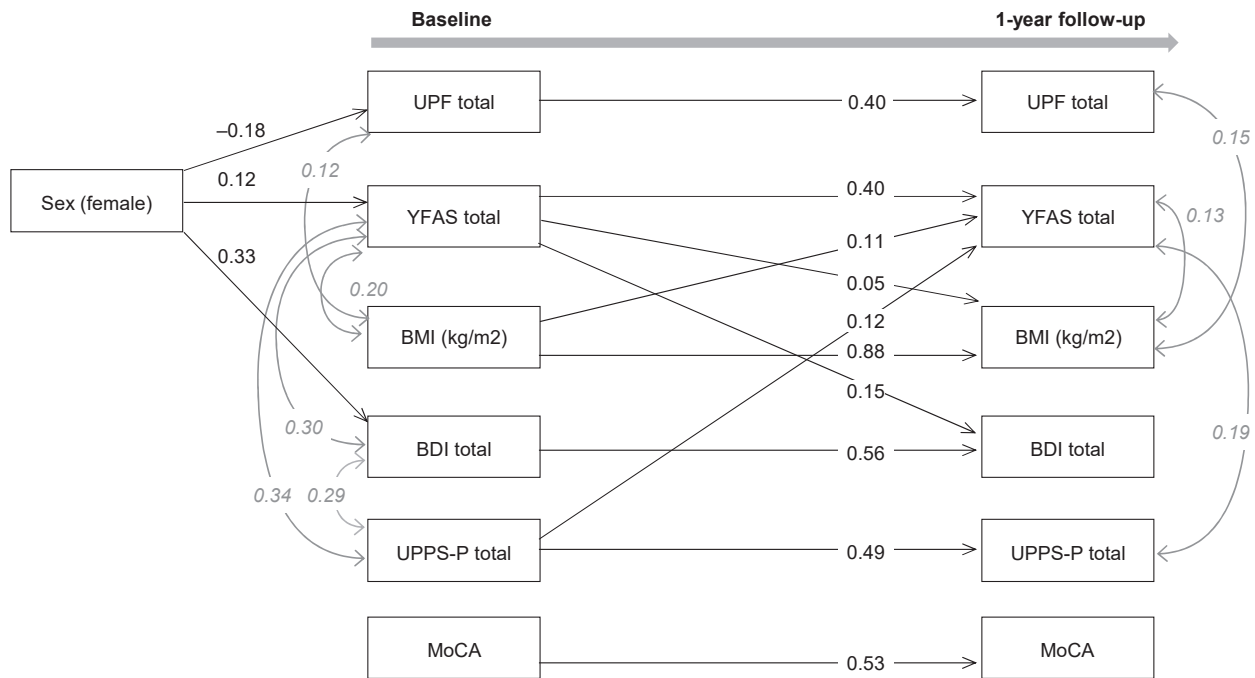 Baseline 1-year follow-up
UPF total 0.40 UPF total
–0.18
0.12 0.15
Sex (female) 0.12 YFAS total 0.40 YFAS total 0.13
0.11
0.33
0.20 0.05
BMI (kg/m2) 0.12 BMI (kg/m2)
0.88
0.15
0.30 BDI total 0.56 BDI total 0.19
0.34 0.29
UPPS-P total 0.49 UPPS-P total
MoCA 0.53 MoCA